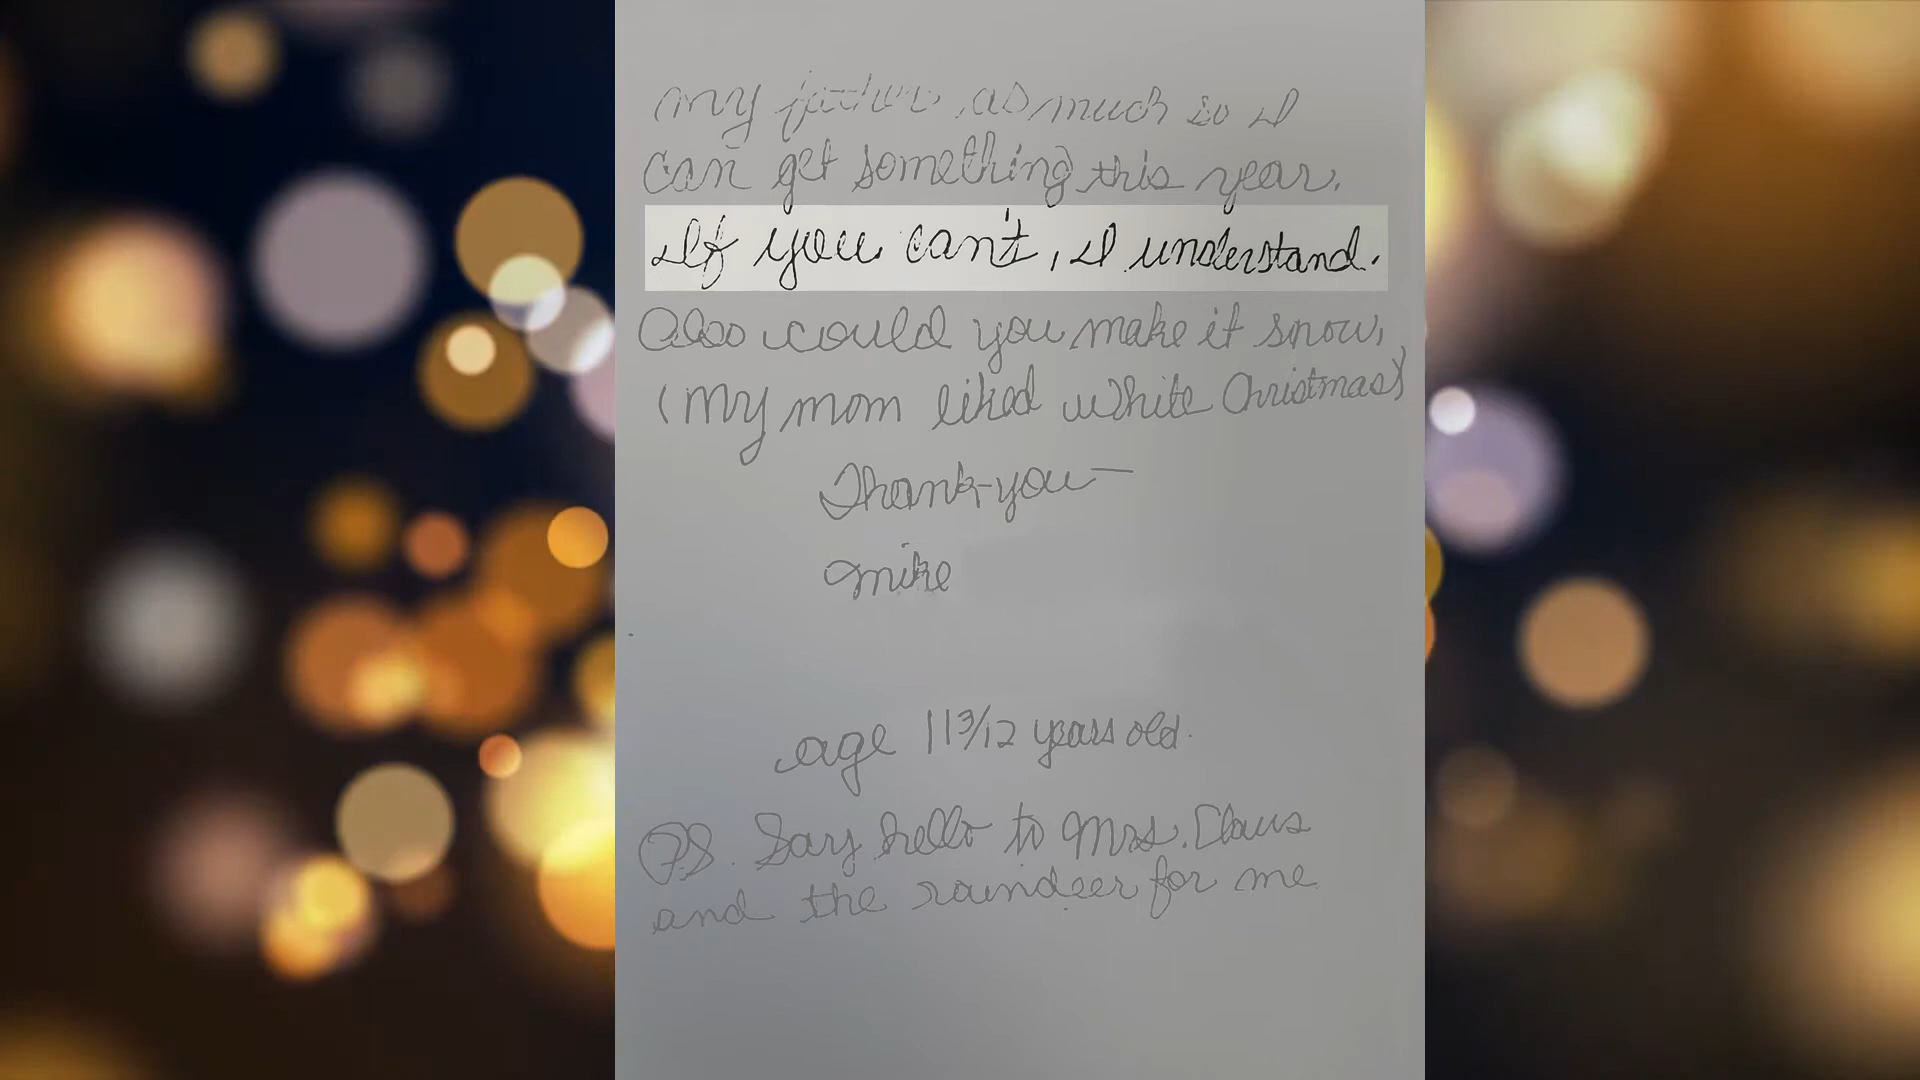 my father as much so I
can get something this year.
If you can't, I understand.
Also could you make it snow,
(My mom liked White Christmas)
Thank-you—
Mike
age 11 3/12 years old.
P.S. Say hello to Mrs. Claus
and the raindeer for me